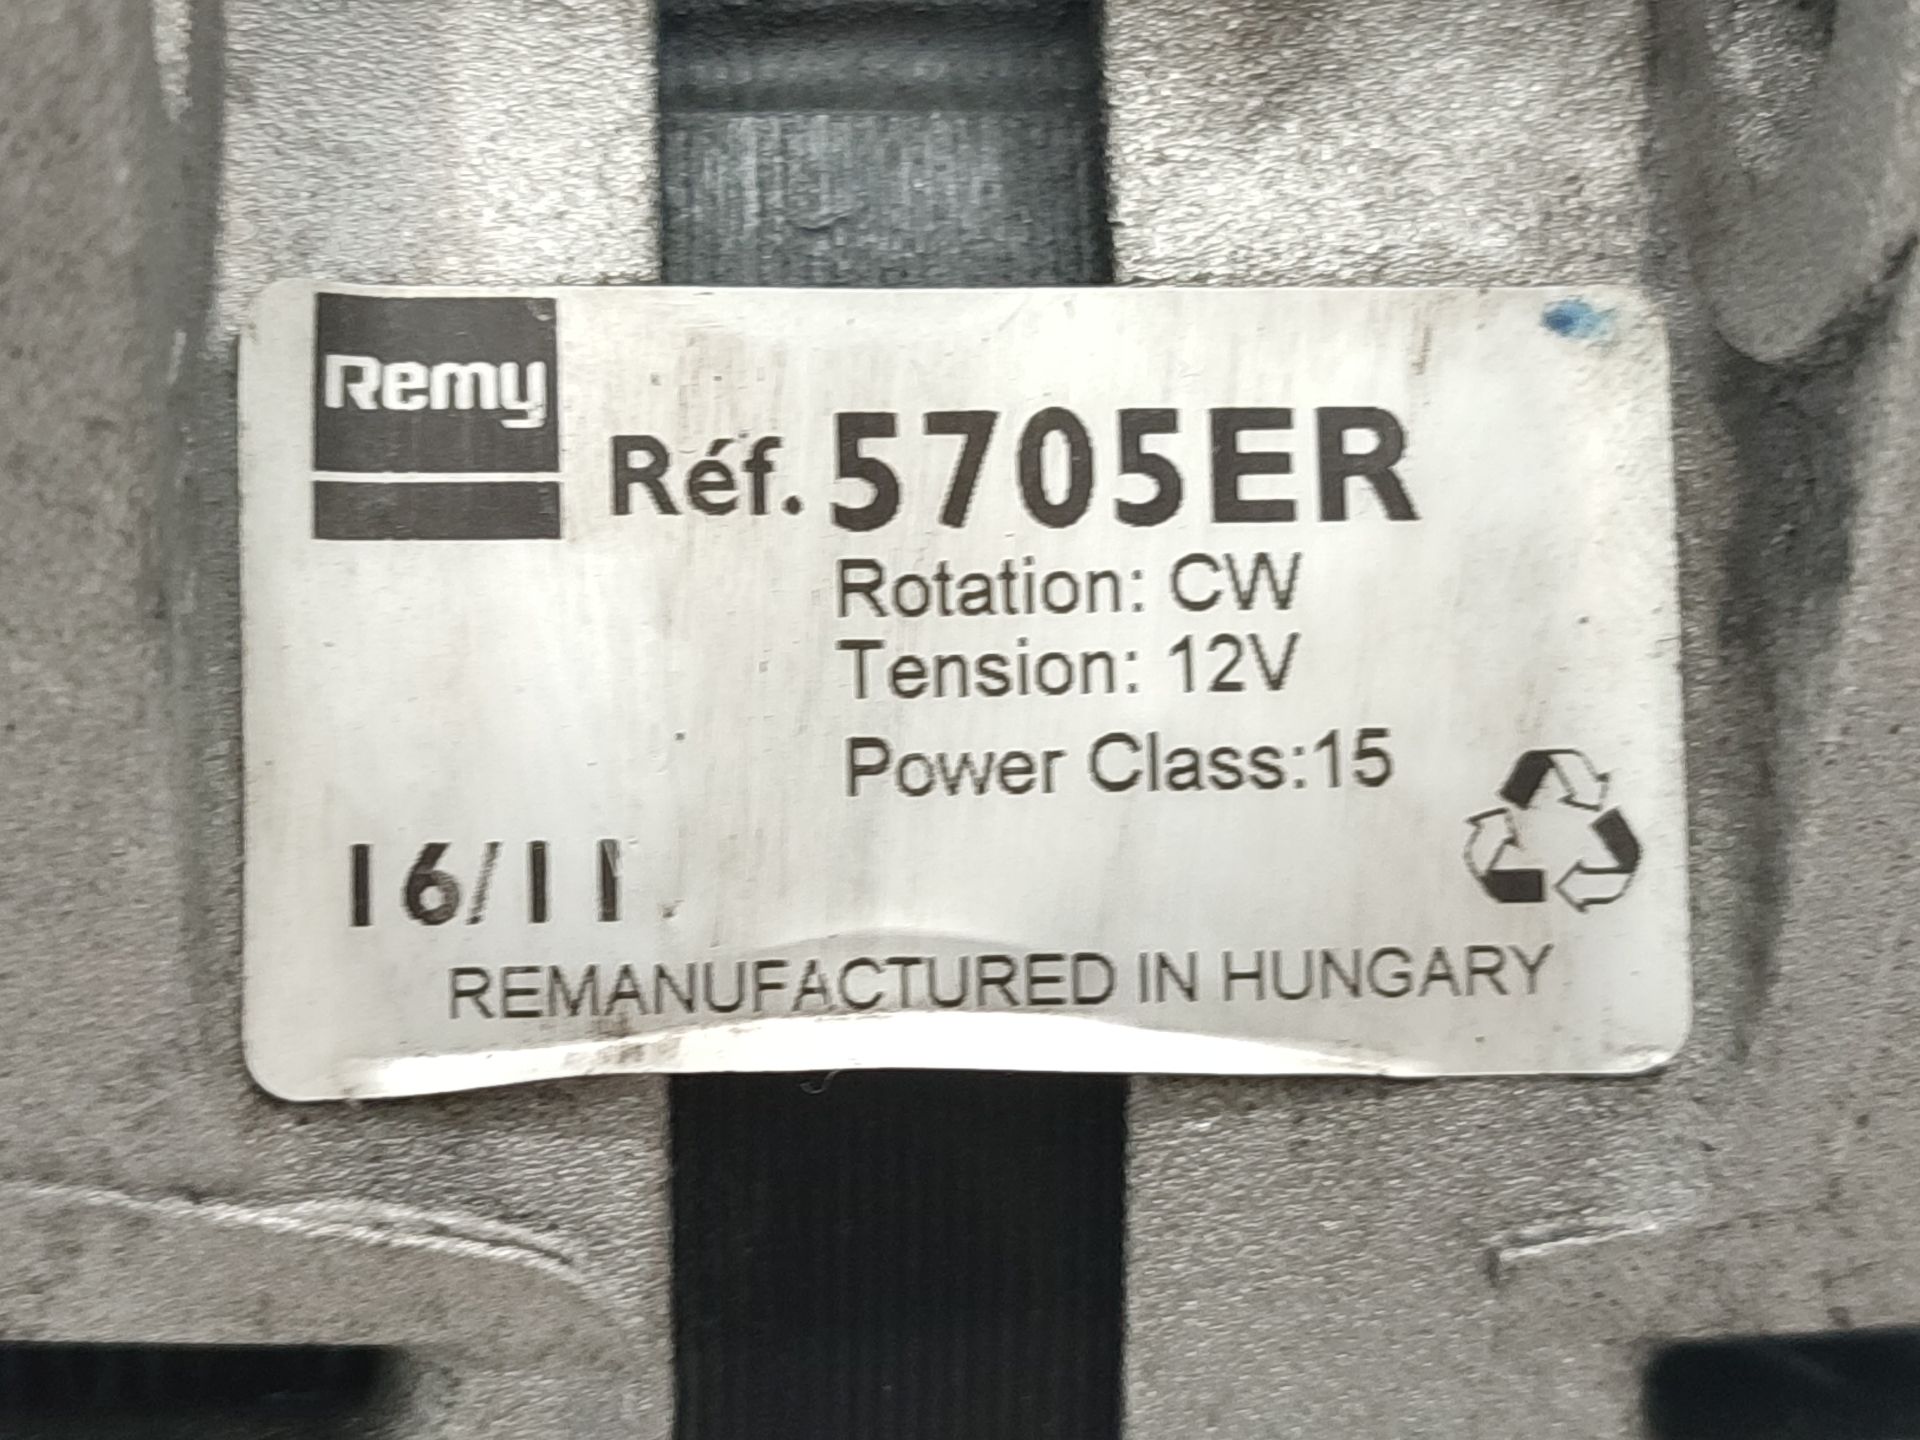 Remy
Réf. 5705ER
Rotation: CW
Tension: 12V
Power Class:15
16/11
REMANUFACTURED IN HUNGARY